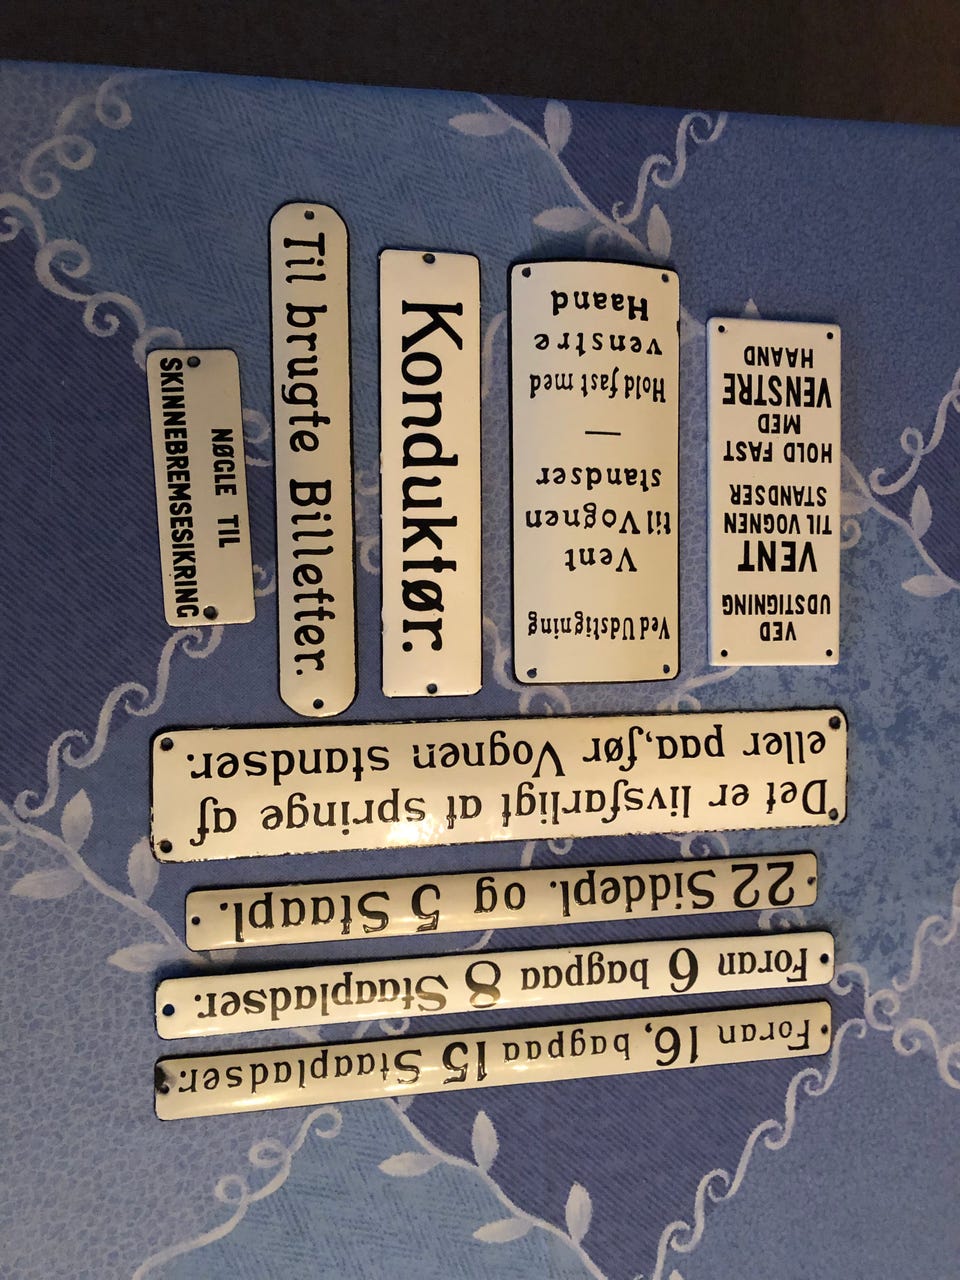 Foran 16, bagpaa 15 Staapladser.
Foran 6 bagpaa 8 Staapladser.
22 Siddepl. og 5 Staapl.
Det er livsfarligt at springe af
eller paa, før Vognen standser.
VED
UDSTIGNING
VENT
TIL VOGNEN
STANDSER
HOLD FAST
MED
VENSTRE
HAAND
Ved Udstigning
Vent
til Vognen
standser
—
Hold fast med
venstre
Haand
Konduktør.
Til brugte Billetter.
NØGLE TIL
SKINNEBREMSESIKRING